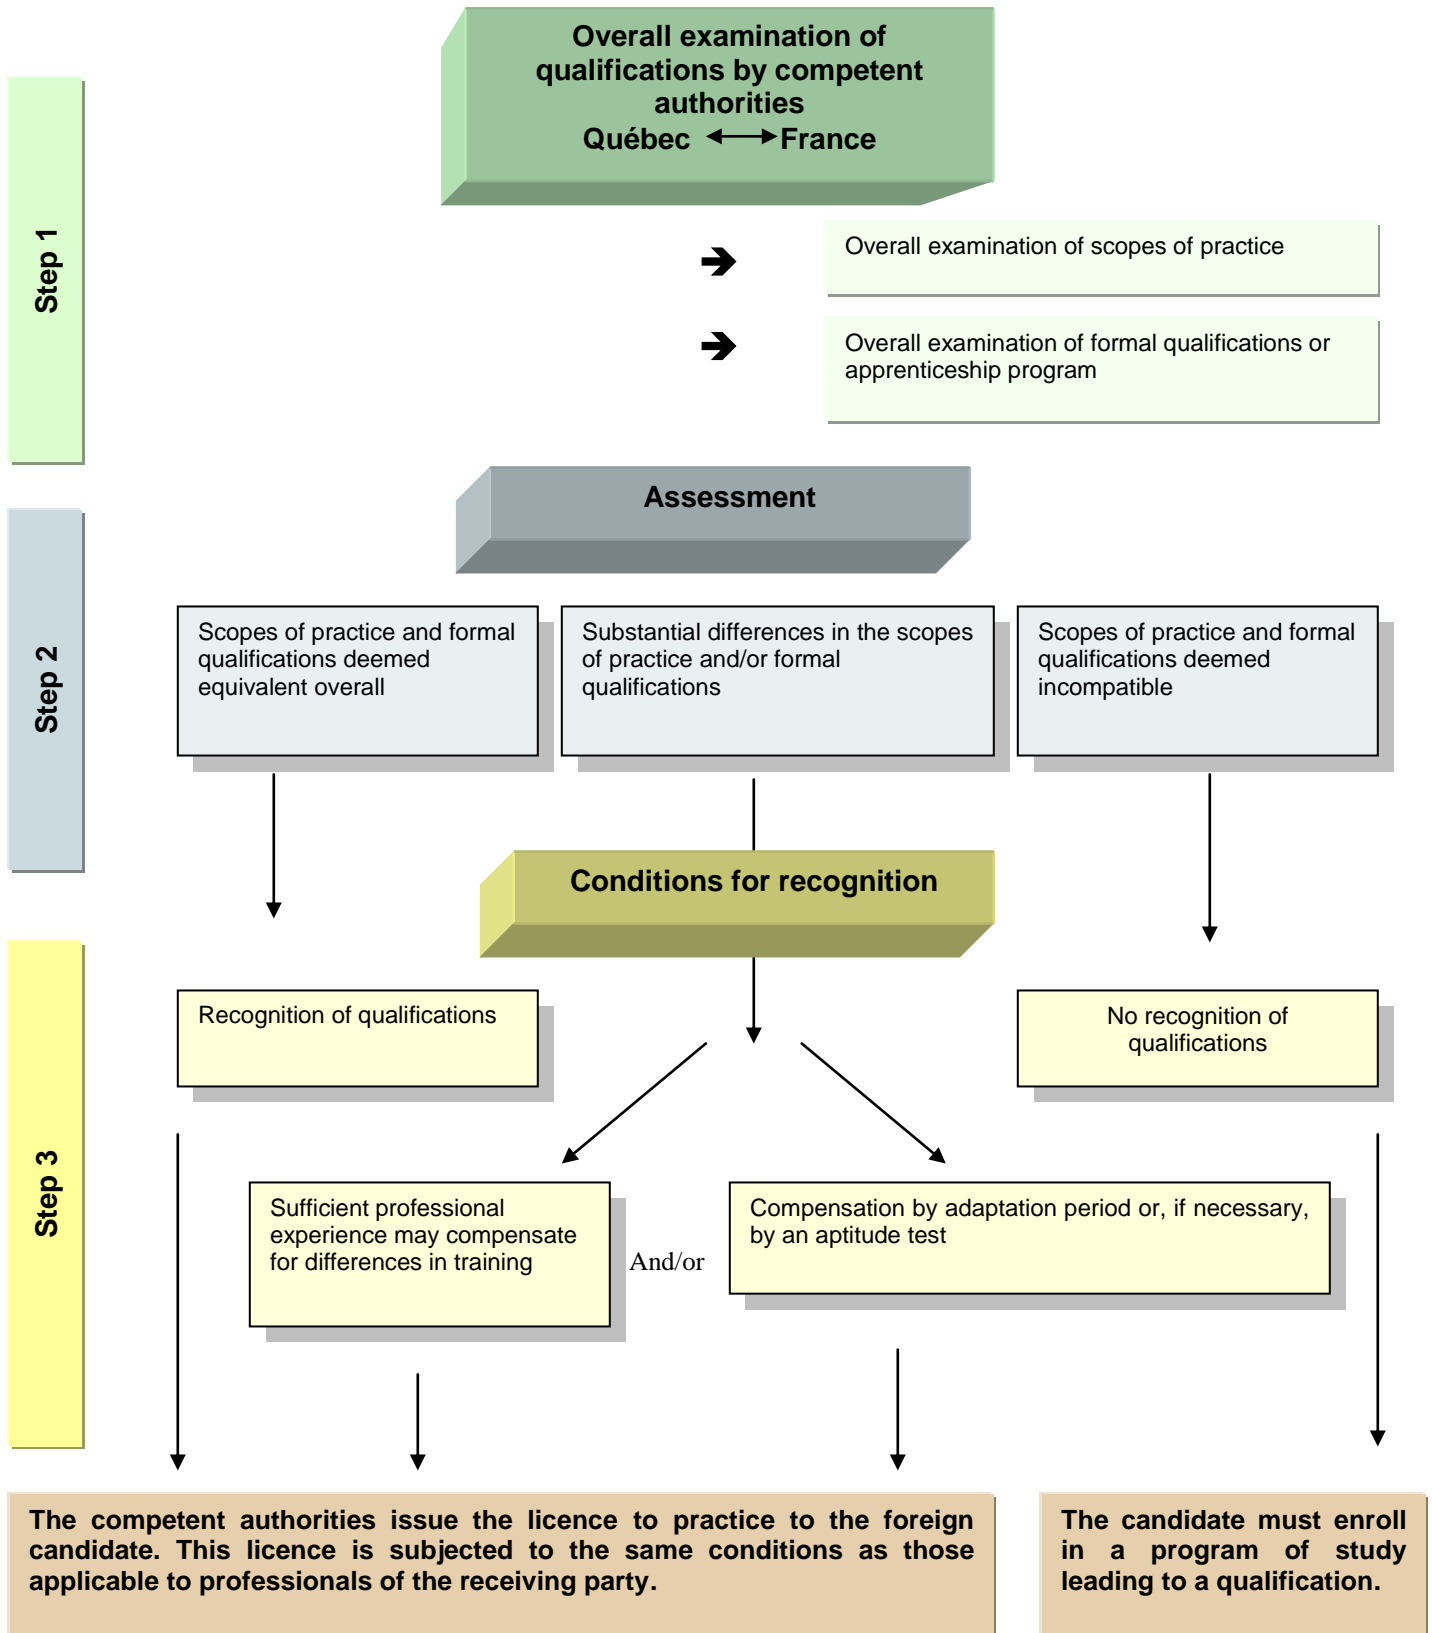 Overall examination of
qualifications by competent
authorities
Québec France
Step 1
Overall examination of scopes of practice
Overall examination of formal qualifications or
apprenticeship program
Assessment
Step 2
Scopes of practice and formal
qualifications deemed
equivalent overall
Substantial differences in the scopes
of practice and/or formal
qualifications
Scopes of practice and formal
qualifications deemed
incompatible
Conditions for recognition
Step 3
Recognition of qualifications
No recognition of
qualifications
Sufficient professional
experience may compensate
for differences in training
And/or
Compensation by adaptation period or, if necessary,
by an aptitude test
The competent authorities issue the licence to practice to the foreign
candidate. This licence is subjected to the same conditions as those
applicable to professionals of the receiving party.
The candidate must enroll
in a program of study
leading to a qualification.